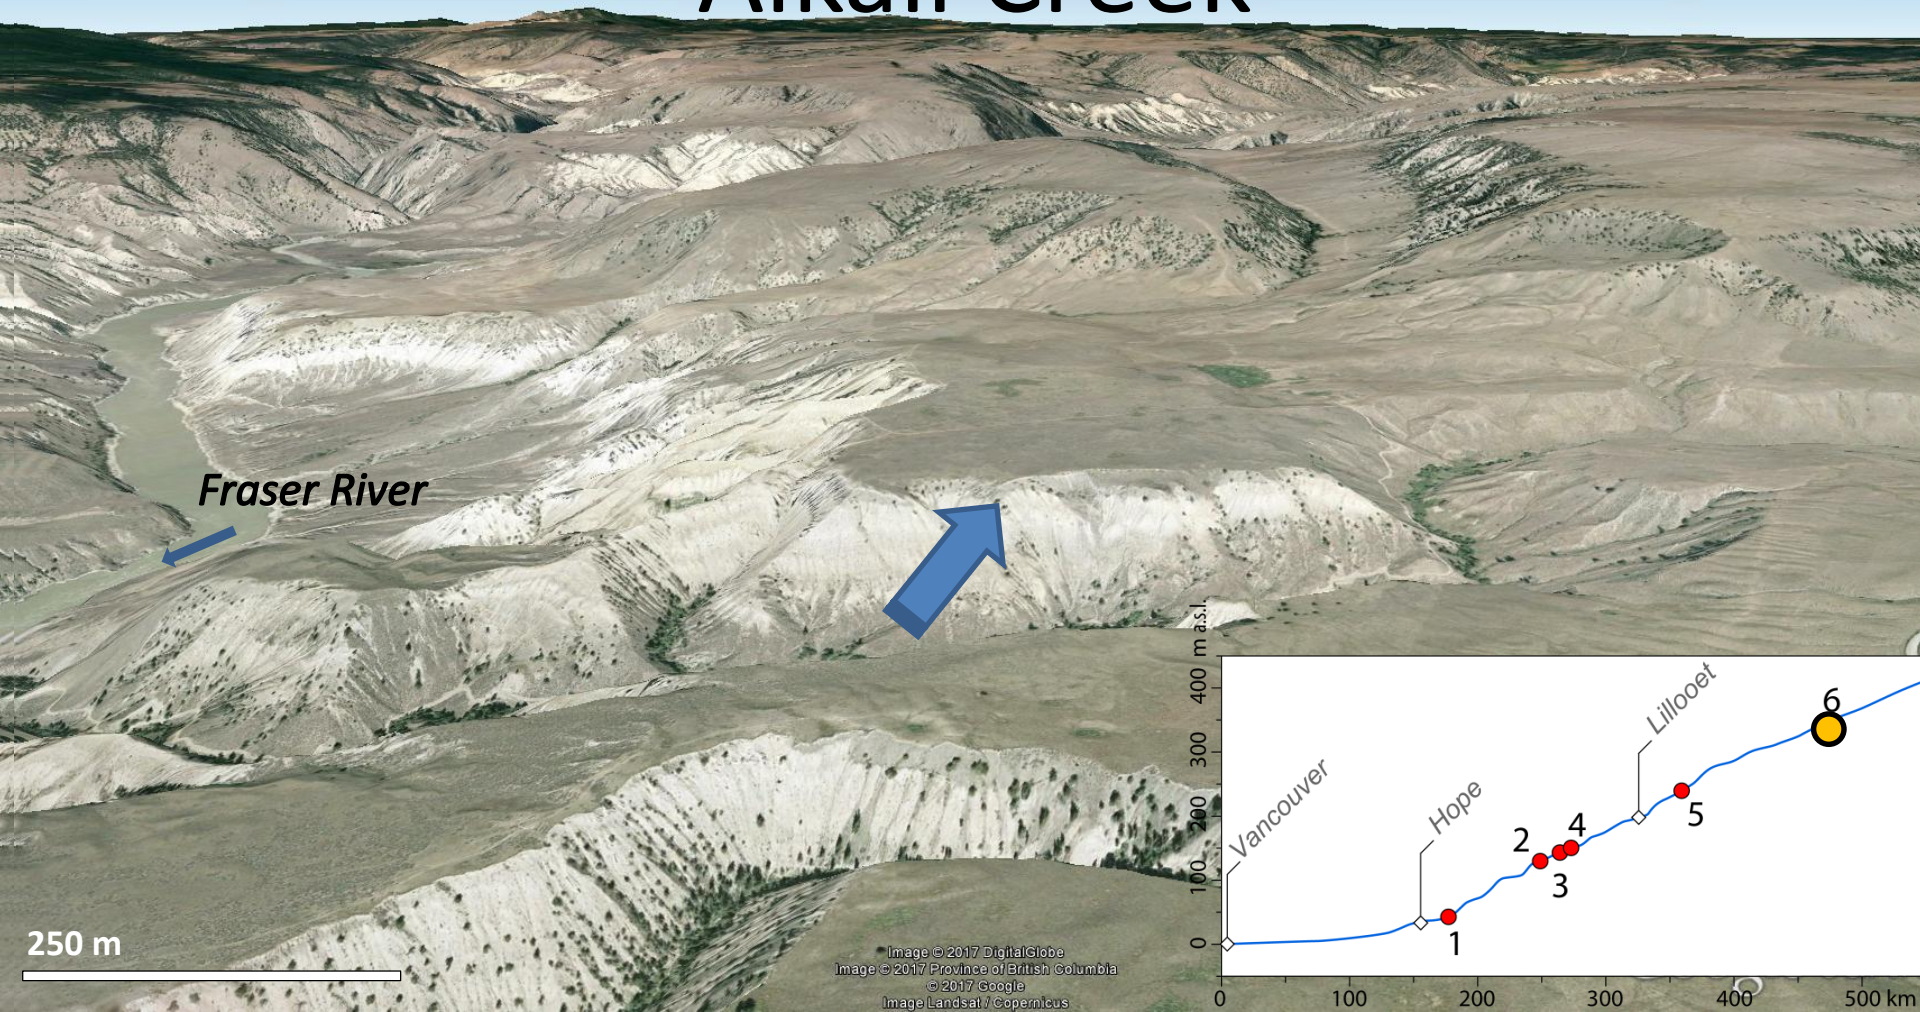 Alkali Creek
Fraser River
250 m
Image © 2017 DigitalGlobe
Image © 2017 Province of British Columbia
© 2017 Google
Image Landsat / Copernicus
400 m a.s.l.
300
200
100
0
Vancouver
Hope
Lillooet
1
2
3
4
5
6
0 100 200 300 400 500 km